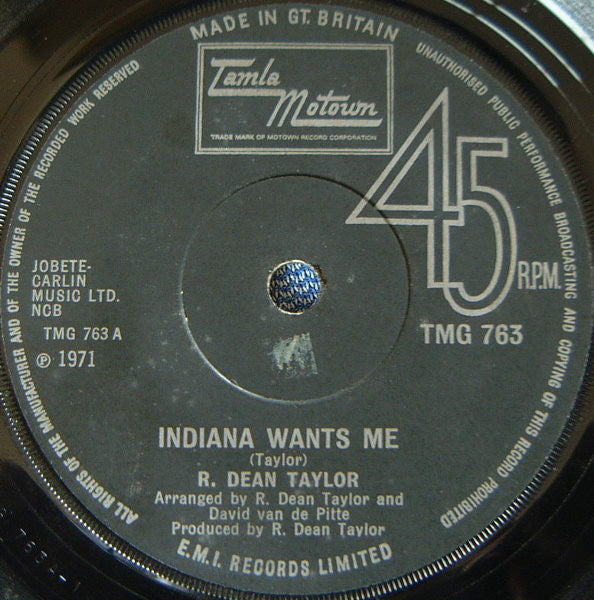 MADE IN GT. BRITAIN
UNAUTHORISED PUBLIC PERFORMANCE BROADCASTING AND COPYING OF THIS RECORD PROHIBITED
ALL RIGHTS OF THE MANUFACTURER AND OF THE OWNER OF THE RECORDED WORK RESERVED
Tamla
Motown
TRADE MARK OF MOTOWN RECORD CORPORATION
45
R.P.M.
JOBETE-
CARLIN
MUSIC LTD.
NCB
TMG 763 A
℗ 1971
TMG 763
INDIANA WANTS ME
(Taylor)
R. DEAN TAYLOR
Arranged by R. Dean Taylor and
David van de Pitte
Produced by R. Dean Taylor
E.M.I. RECORDS LIMITED